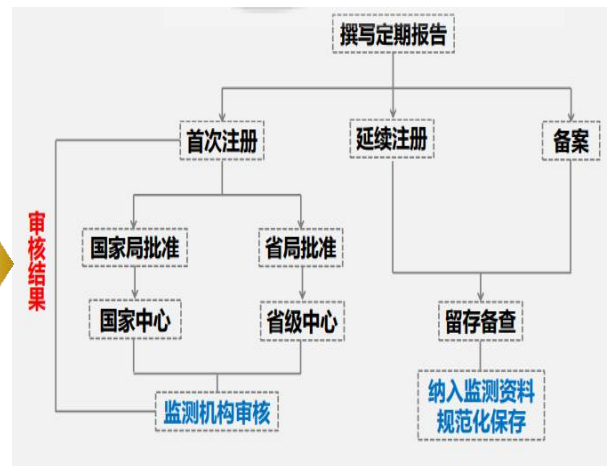 撰写定期报告
首次注册
延续注册
备案
审核结果
国家局批准
省局批准
国家中心
省级中心
留存备查
监测机构审核
纳入监测资料
规范化保存